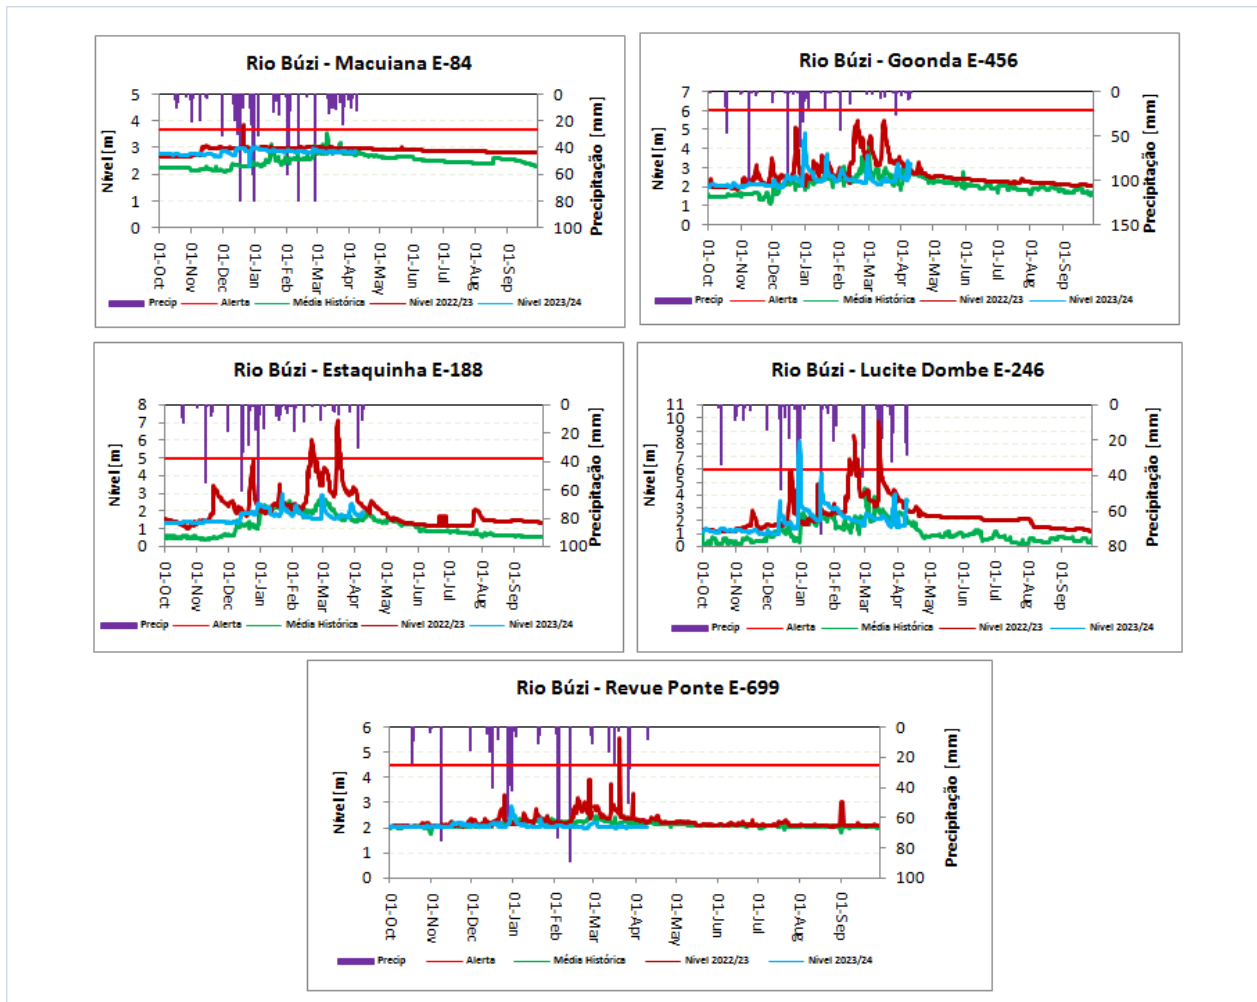 Rio Búzi - Macuiana E-84
5
4
3
2
1
0
0
20
40
60
80
100
Nível [m]
Precipitação [mm]
01-Oct
01-Nov
01-Dec
01-Jan
01-Feb
01-Mar
01-Apr
01-May
01-Jun
01-Jul
01-Aug
01-Sep
Precip Alerta Média Histórica Nivel 2022/23 Nivel 2023/24
Rio Búzi - Goonda E-456
7
6
5
4
3
2
1
0
0
50
100
150
Nível [m]
Precipitação [mm]
01-Oct
01-Nov
01-Dec
01-Jan
01-Feb
01-Mar
01-Apr
01-May
01-Jun
01-Jul
01-Aug
01-Sep
Precip Alerta Média Histórica Nivel 2022/23 Nivel 2023/24
Rio Búzi - Estaquinha E-188
8
7
6
5
4
3
2
1
0
0
20
40
60
80
100
Nível [m]
Precipitação [mm]
01-Oct
01-Nov
01-Dec
01-Jan
01-Feb
01-Mar
01-Apr
01-May
01-Jun
01-Jul
01-Aug
01-Sep
Precip Alerta Média Histórica Nivel 2022/23 Nivel 2023/24
Rio Búzi - Lucite Dombe E-246
11
10
9
8
7
6
5
4
3
2
1
0
0
20
40
60
80
Nível [m]
Precipitação [mm]
01-Oct
01-Nov
01-Dec
01-Jan
01-Feb
01-Mar
01-Apr
01-May
01-Jun
01-Jul
01-Aug
01-Sep
Precip Alerta Média Histórica Nivel 2022/23 Nivel 2023/24
Rio Búzi - Revue Ponte E-699
6
5
4
3
2
1
0
0
20
40
60
80
100
Nível [m]
Precipitação [mm]
01-Oct
01-Nov
01-Dec
01-Jan
01-Feb
01-Mar
01-Apr
01-May
01-Jun
01-Jul
01-Aug
01-Sep
Precip Alerta Média Histórica Nivel 2022/23 Nivel 2023/24